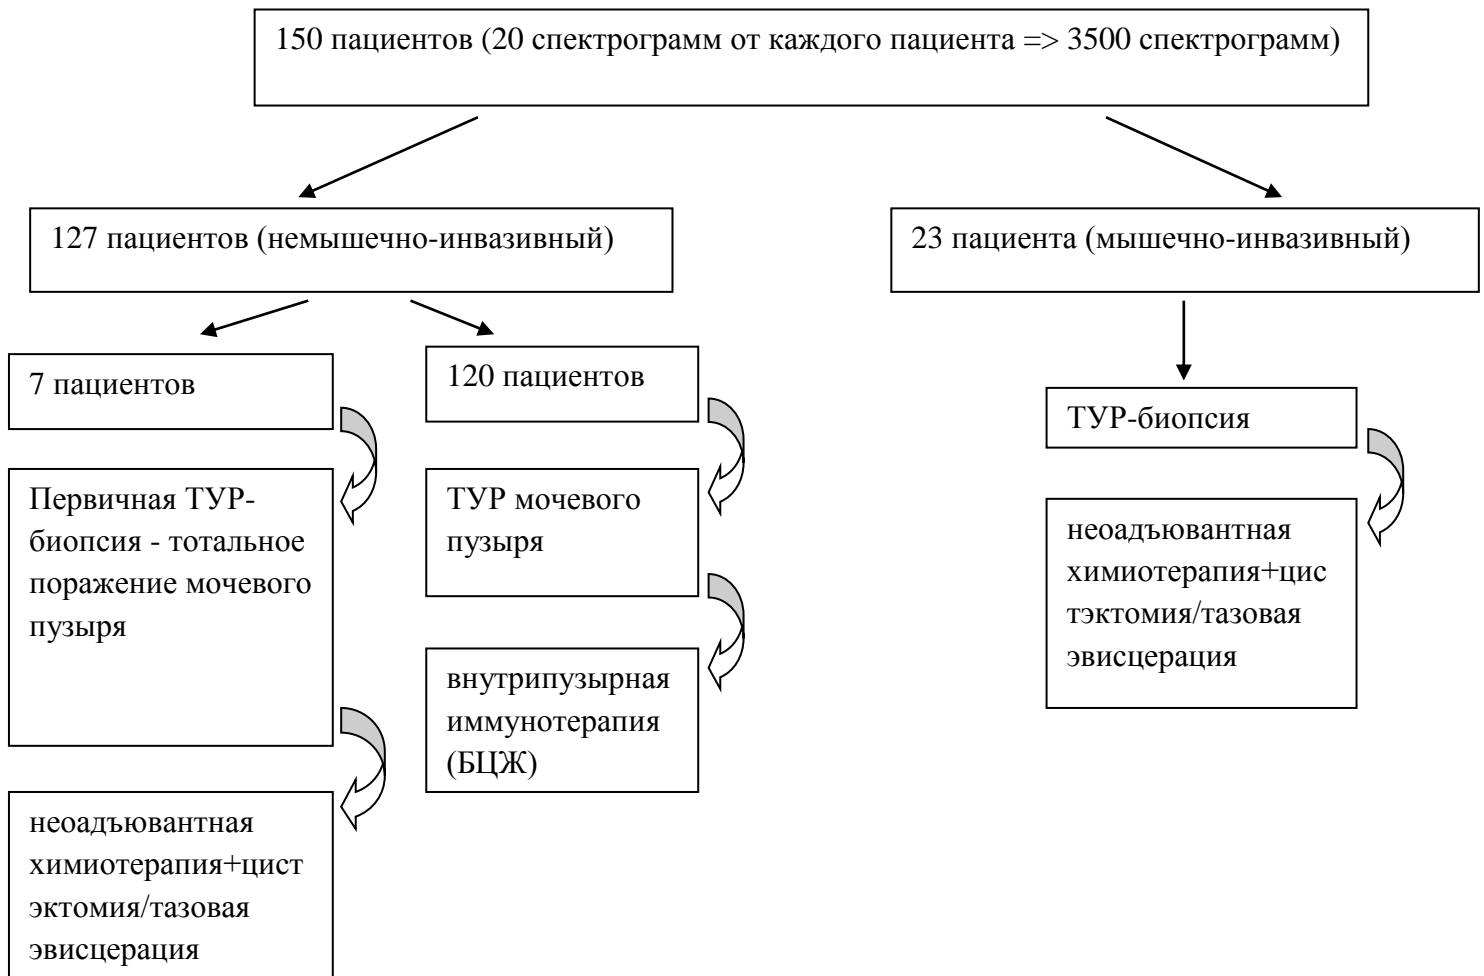 150 пациентов (20 спектрограмм от каждого пациента => 3500 спектрограмм)
127 пациентов (немышечно-инвазивный)
23 пациента (мышечно-инвазивный)
7 пациентов
120 пациентов
ТУР-биопсия
Первичная ТУР-
биопсия - тотальное
поражение мочевого
пузыря
ТУР мочевого
пузыря
неоадъювантная
химиотерапия+цис
тэктомия/тазовая
эвисцерация
внутрипузырная
иммунотерапия
(БЦЖ)
неоадъювантная
химиотерапия+цист
эктомия/тазовая
эвисцерация